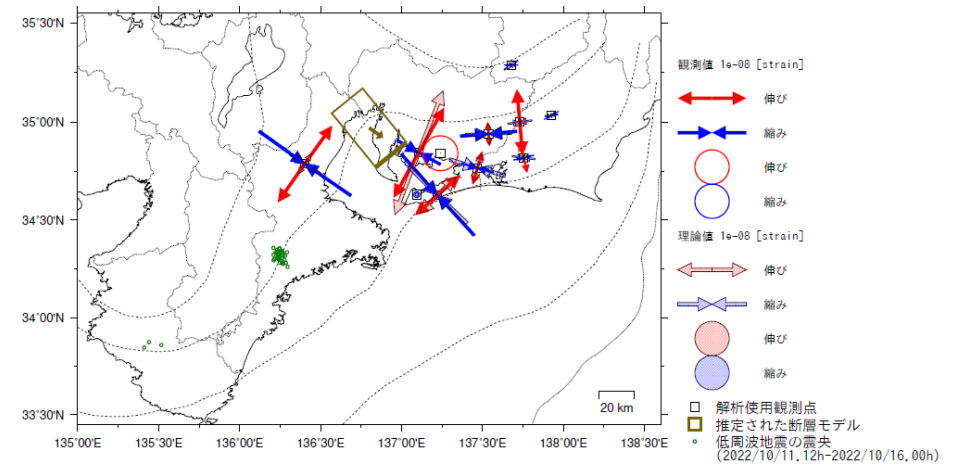 35°30'N
35°00'N
34°30'N
34°00'N
33°30'N
135°00'E
135°30'E
136°00'E
136°30'E
137°00'E
137°30'E
138°00'E
138°30'E
20 km
観測値 1e-08 [strain]
伸び
縮み
伸び
縮み
理論値 1e-08 [strain]
伸び
縮み
伸び
縮み
解析使用観測点
推定された断層モデル
低周波地震の震央
(2022/10/11.12h-2022/10/16.00h)